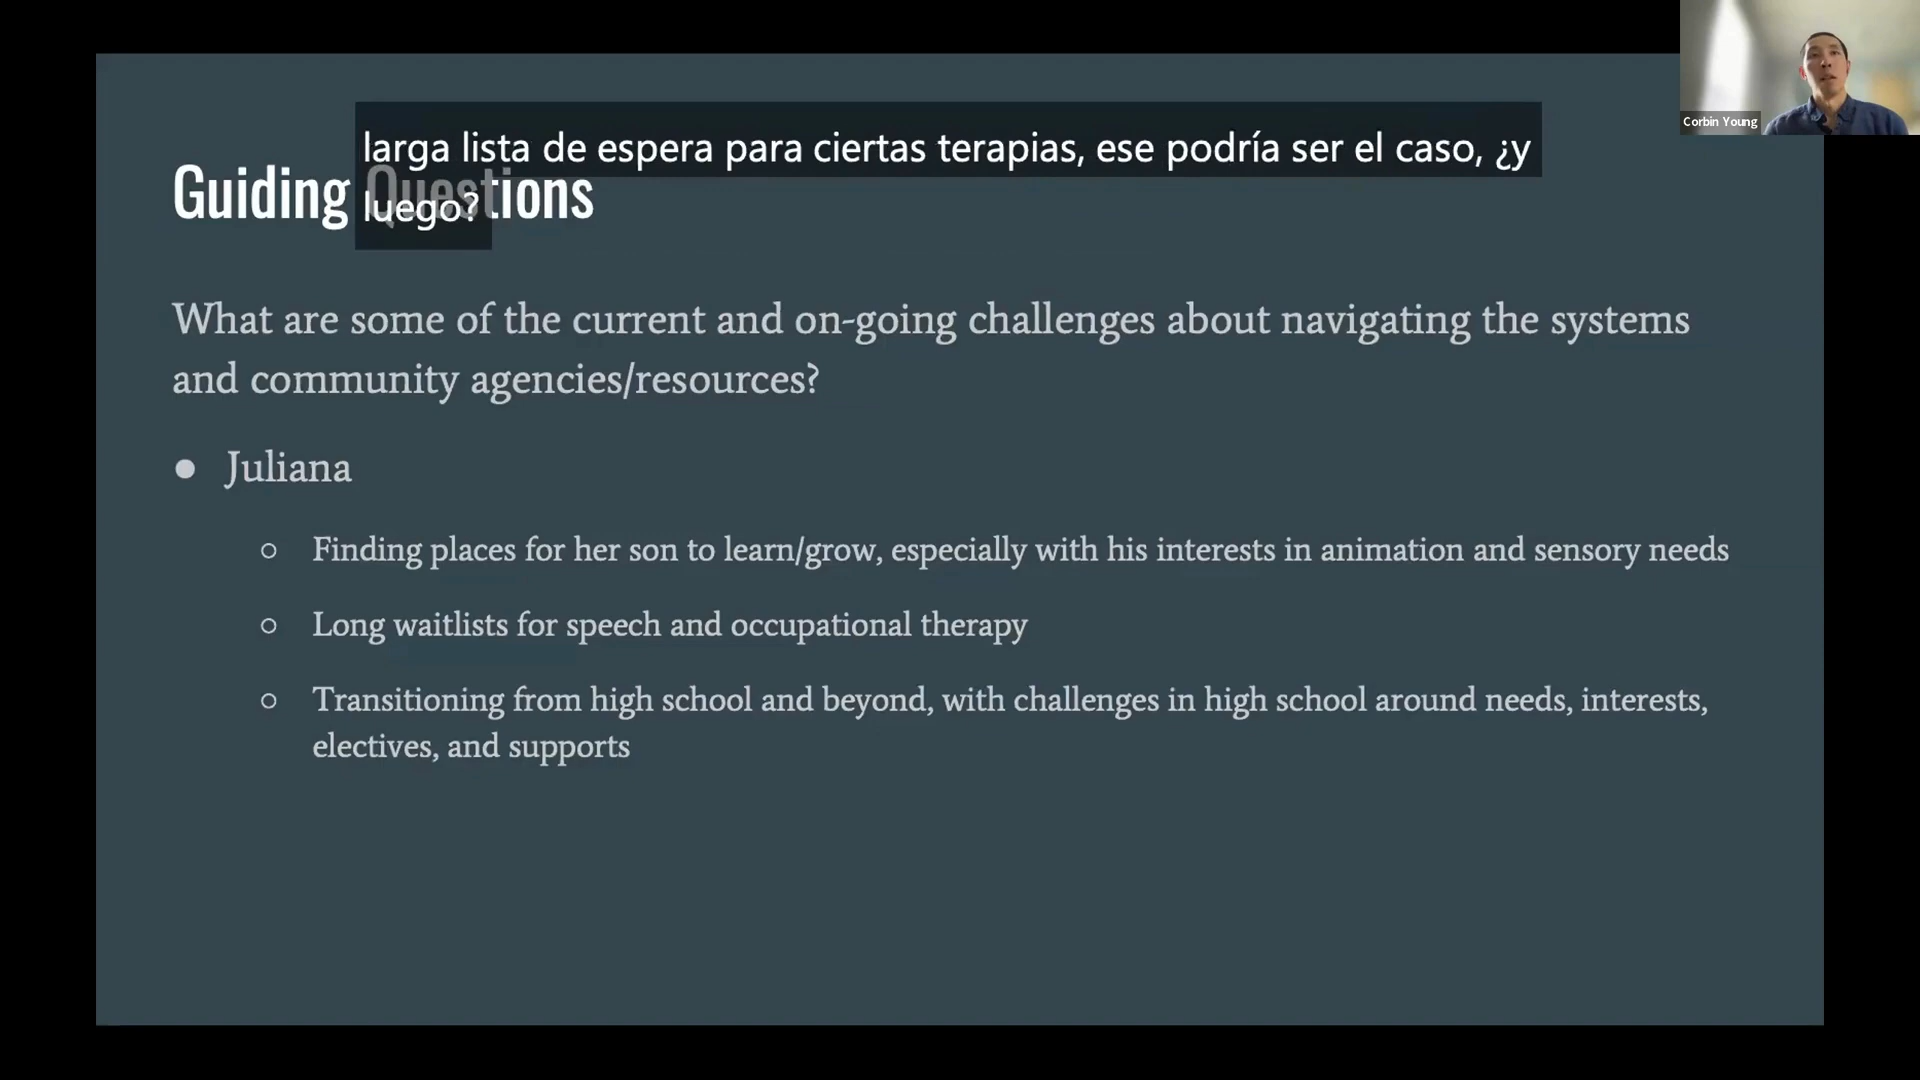 larga lista de espera para ciertas terapias, ese podría ser el caso, ¿y
luego?
Guiding Questions
Corbin Young
What are some of the current and on-going challenges about navigating the systems
and community agencies/resources?
● Juliana
○ Finding places for her son to learn/grow, especially with his interests in animation and sensory needs
○ Long waitlists for speech and occupational therapy
○ Transitioning from high school and beyond, with challenges in high school around needs, interests,
electives, and supports